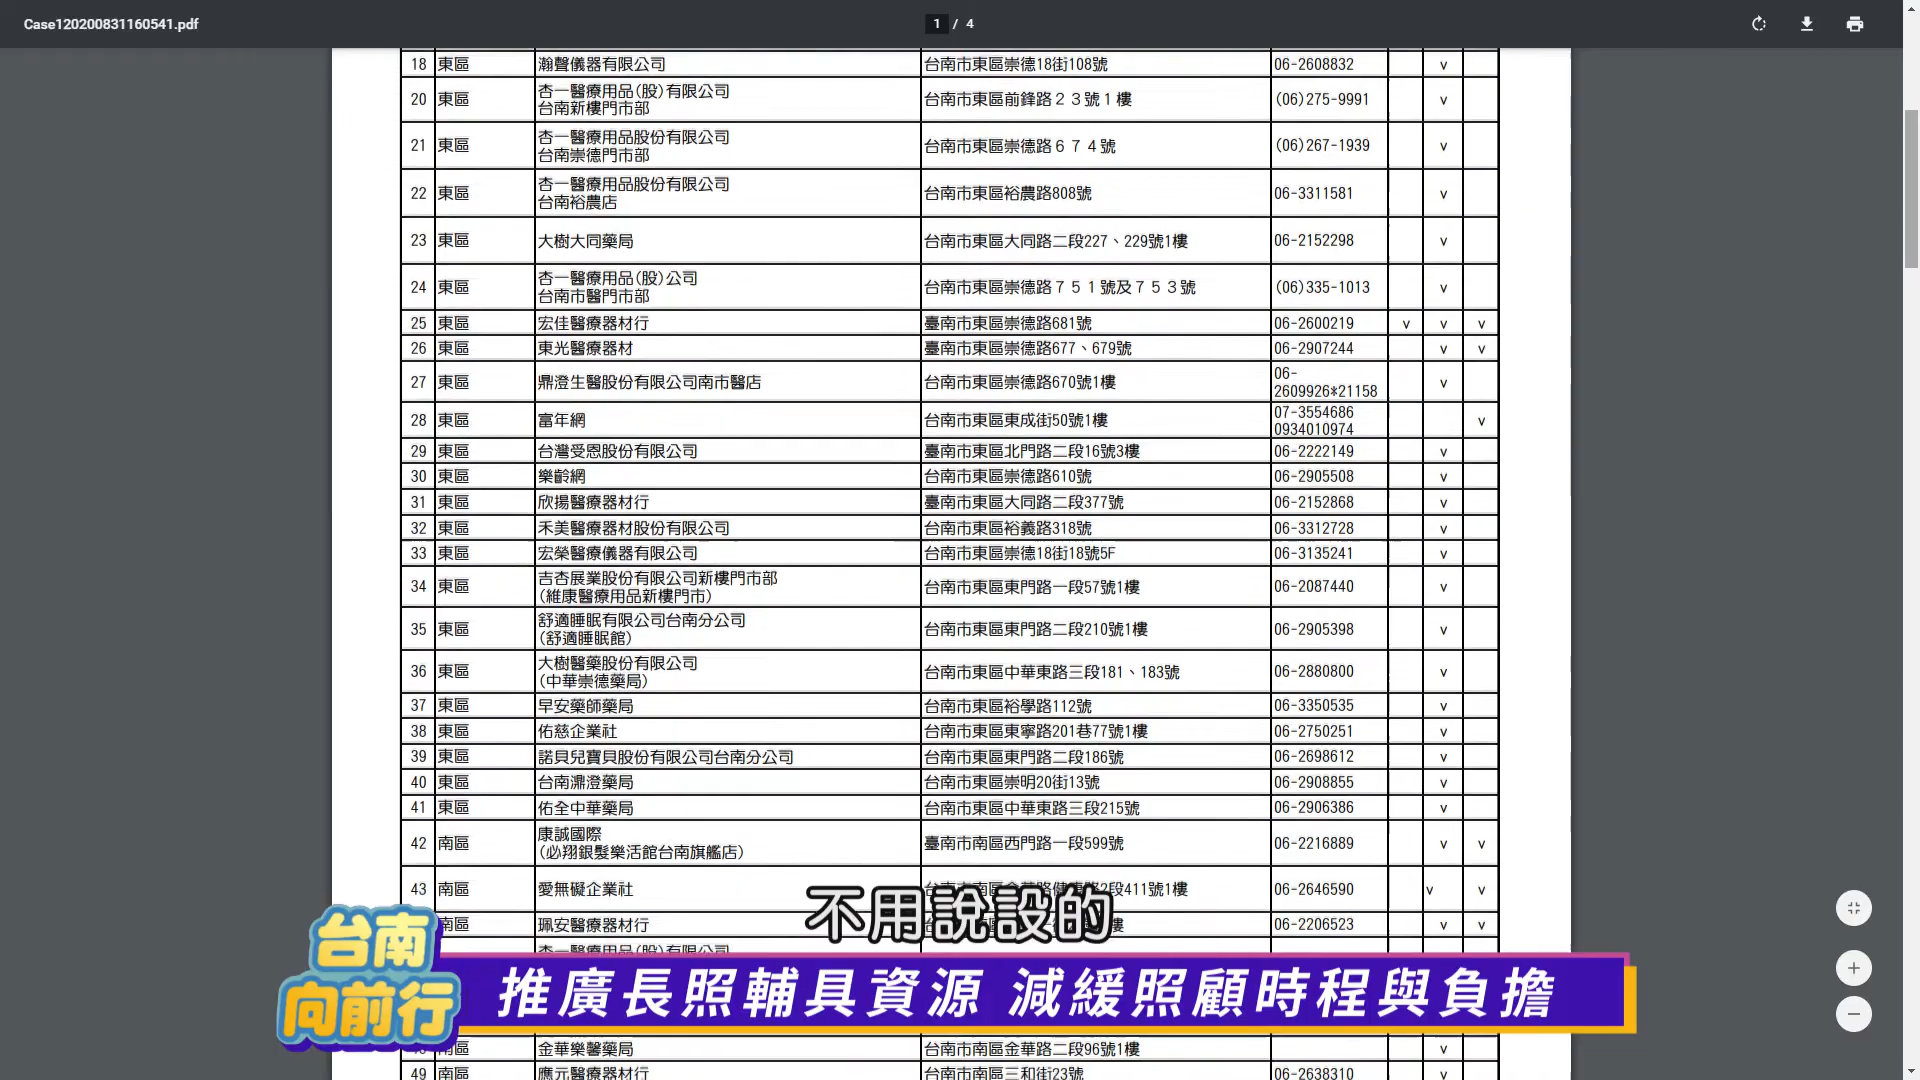 Case120200831160541.pdf
1 / 4
18 東區 瀚聲儀器有限公司 台南市東區崇德18街108號 06-2608832 v
20 東區 杏一醫療用品(股)有限公司 台南市東區前鋒路２３號１樓 (06)275-9991 v
台南新樓門市部
21 東區 杏一醫療用品股份有限公司 台南市東區崇德路６７４號 (06)267-1939 v
台南崇德門市部
22 東區 杏一醫療用品股份有限公司 台南市東區裕農路808號 06-3311581 v
台南裕農店
23 東區 大樹大同藥局 台南市東區大同路二段227、229號1樓 06-2152298 v
24 東區 杏一醫療用品(股)公司 台南市東區崇德路７５１號及７５３號 (06)335-1013 v
台南市醫門市部
25 東區 宏佳醫療器材行 臺南市東區崇德路681號 06-2600219 v v v
26 東區 東光醫療器材 臺南市東區崇德路677、679號 06-2907244 v v
27 東區 鼎澄生醫股份有限公司南市醫店 台南市東區崇德路670號1樓 06-
2609926*21158 v
28 東區 富年網 台南市東區東成街50號1樓 07-3554686
0934010974 v
29 東區 台灣受恩股份有限公司 臺南市東區北門路二段16號3樓 06-2222149 v
30 東區 樂齡網 台南市東區崇德路610號 06-2905508 v
31 東區 欣揚醫療器材行 臺南市東區大同路二段377號 06-2152868 v
32 東區 禾美醫療器材股份有限公司 台南市東區裕義路318號 06-3312728 v
33 東區 宏榮醫療儀器有限公司 台南市東區崇德18街18號5F 06-3135241 v
34 東區 吉杏展業股份有限公司新樓門市部 台南市東區東門路一段57號1樓 06-2087440 v
(維康醫療用品新樓門市)
35 東區 舒適睡眠有限公司台南分公司 台南市東區東門路二段210號1樓 06-2905398 v
(舒適睡眠館)
36 東區 大樹醫藥股份有限公司 台南市東區中華東路三段181、183號 06-2880800 v
(中華崇德藥局)
37 東區 早安藥師藥局 台南市東區裕學路112號 06-3350535 v
38 東區 佑慈企業社 台南市東區東寧路201巷77號1樓 06-2750251 v
39 東區 諾貝兒寶貝股份有限公司台南分公司 台南市東區東門路二段186號 06-2698612 v
40 東區 台南鼎澄藥局 台南市東區崇明20街13號 06-2908855 v
41 東區 佑全中華藥局 台南市東區中華東路三段215號 06-2906386 v
42 南區 康誠國際 臺南市南區西門路一段599號 06-2216889 v v
(必翔銀髮樂活館台南旗艦店)
43 南區 愛無礙企業社 2段411號1樓 06-2646590 v v
不用說設的
南區 珮安醫療器材行 06-2206523 v v
杏一醫療用品(股)有限公司
台南
向前行
推廣長照輔具資源 減緩照顧時程與負擔
南區 金華樂馨藥局 台南市南區金華路二段96號1樓 v
49 南區 應元醫療器材行 台南市南區三和街23號 06-2638310 v